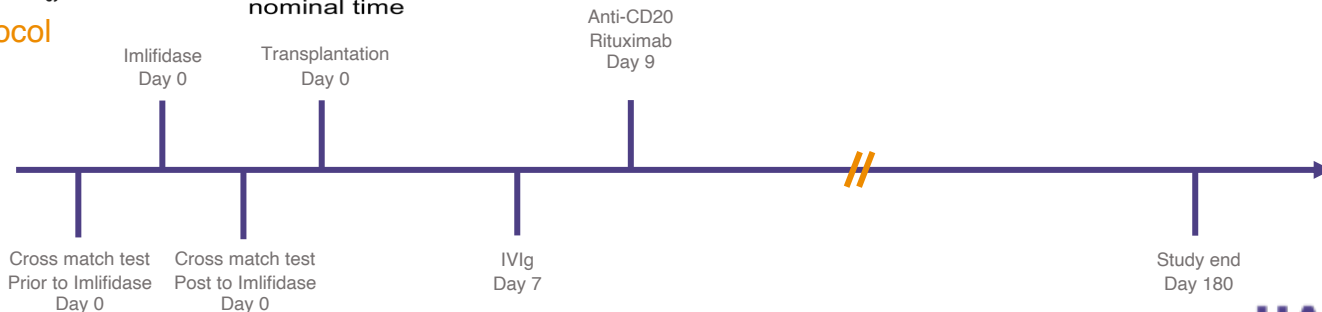 nominal time
ocol
Imlifidase
Day 0
Transplantation
Day 0
Anti-CD20
Rituximab
Day 9
Cross match test
Prior to Imlifidase
Day 0
Cross match test
Post to Imlifidase
Day 0
IVIg
Day 7
Study end
Day 180